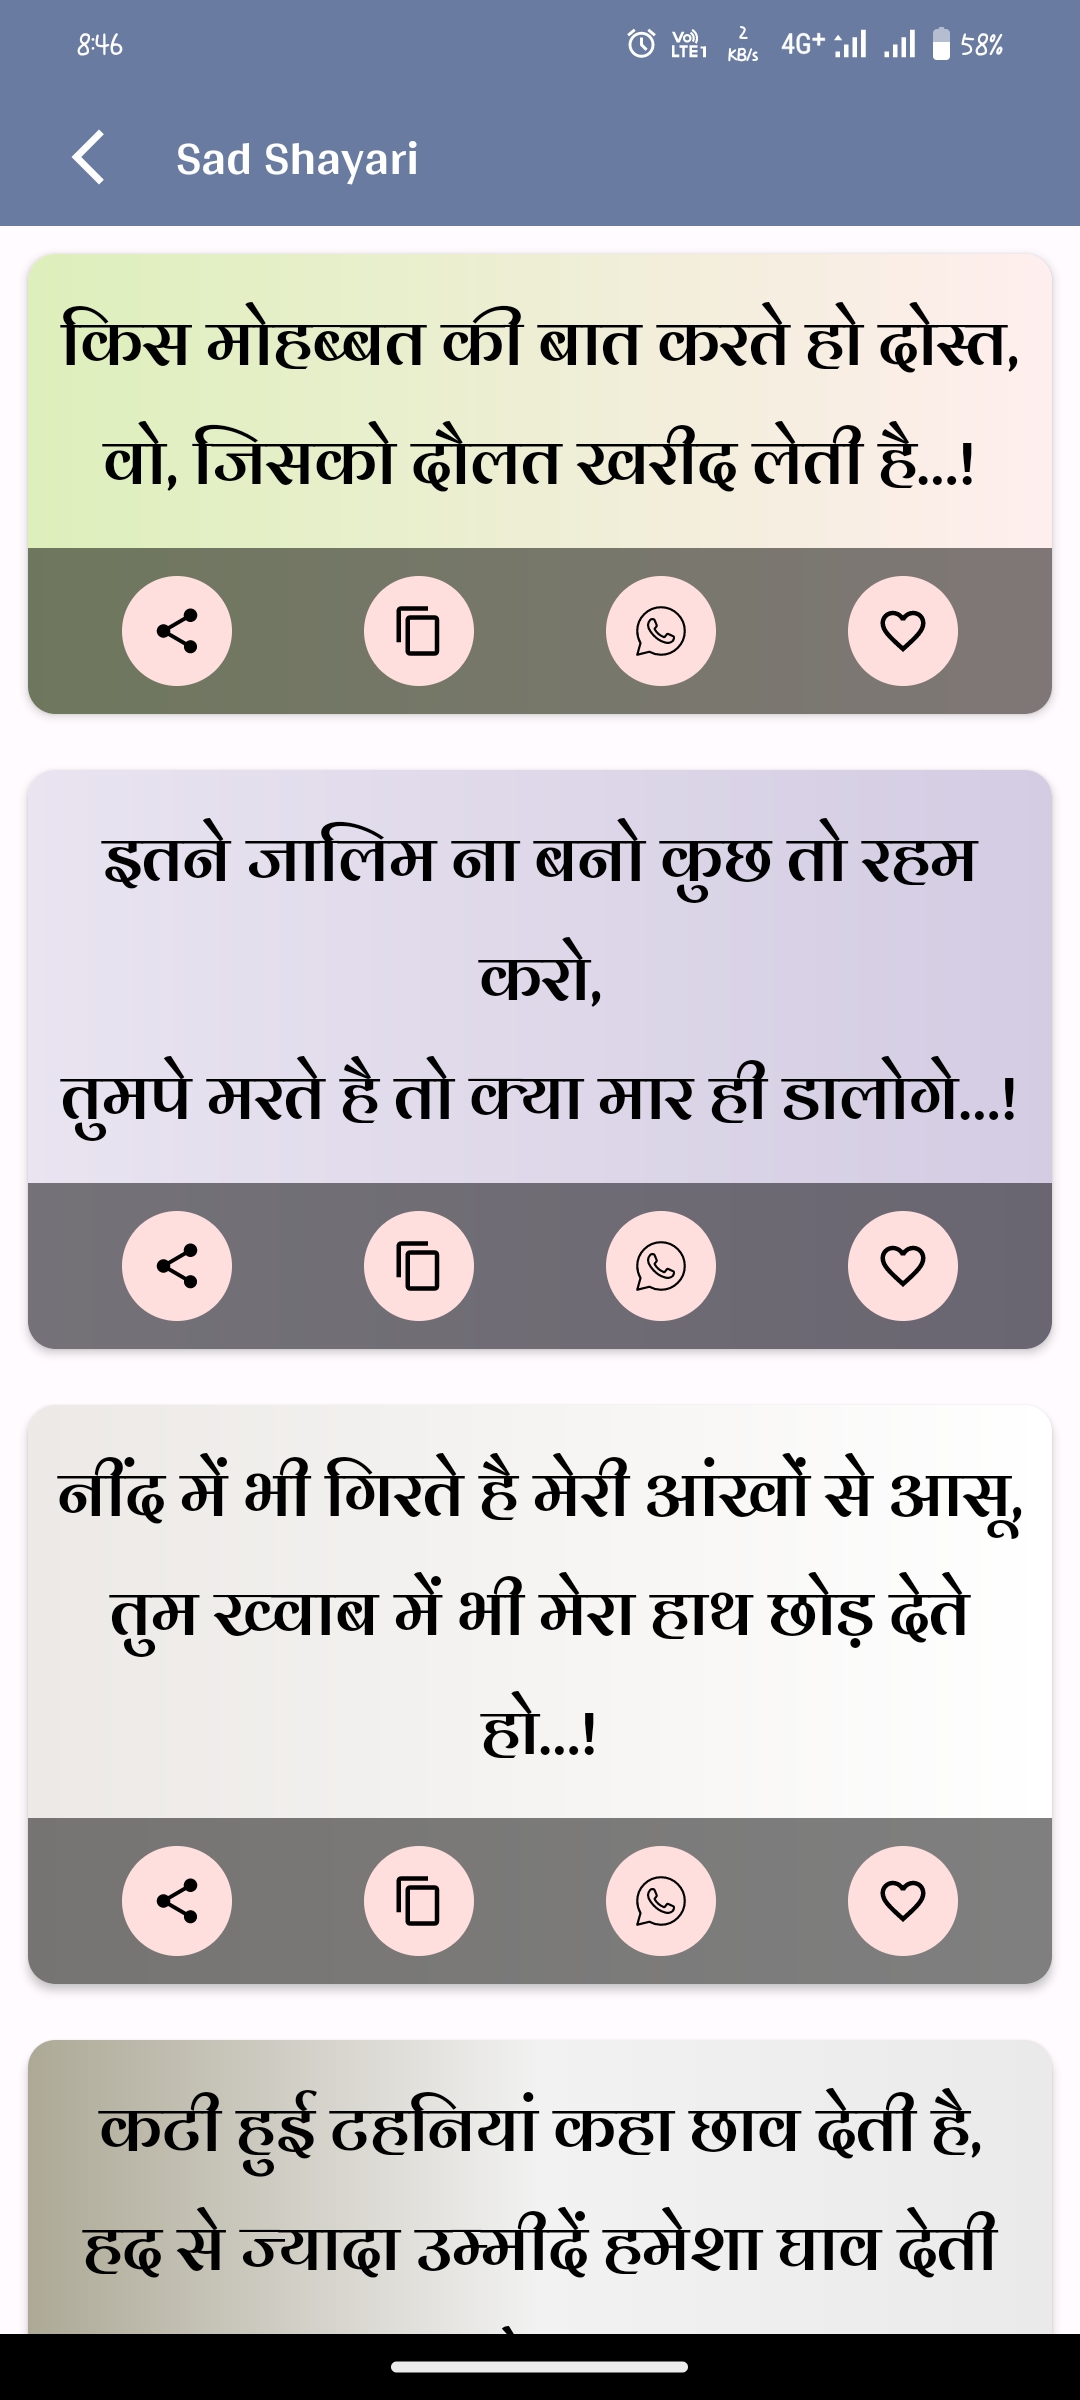 8:46
Vo)) LTE1 2 KB/s 4G+ 58%
Sad Shayari
किस मोहब्बत की बात करते हो दोस्त,
वो, जिसको दौलत खरीद लेती है...!
इतने जालिम ना बनो कुछ तो रहम
करो,
तुमपे मरते है तो क्या मार ही डालोगे...!
नींद में भी गिरते है मेरी आंखों से आसू,
तुम ख्वाब में भी मेरा हाथ छोड़ देते
हो...!
कटी हुई टहनियां कहा छाव देती है,
हद से ज्यादा उम्मीदें हमेशा घाव देती